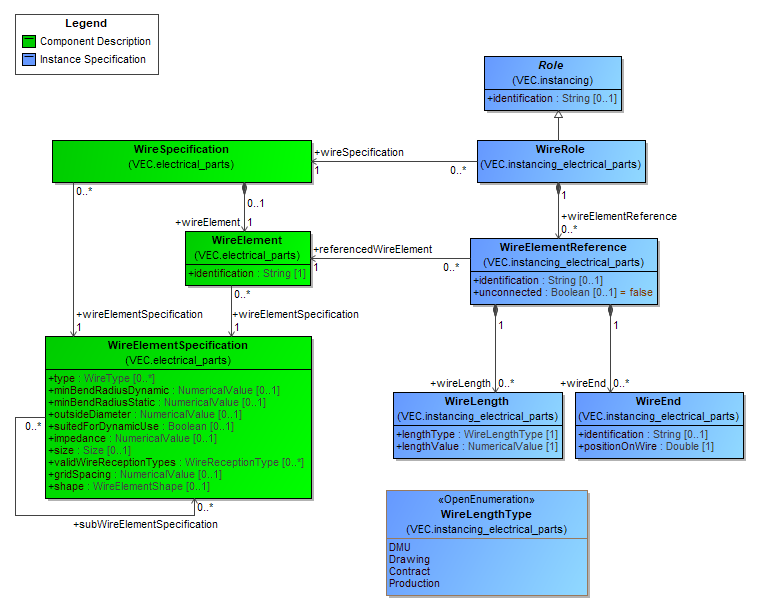 Legend
Component Description
Instance Specification
Role
(VEC.instancing)
+identification : String [0..1]
WireSpecification
(VEC.electrical_parts)
+wireSpecification
1
0..*
WireRole
(VEC.instancing_electrical_parts)
0..*
0..1
+wireElement
1
1
+wireElementReference
0..*
WireElement
(VEC.electrical_parts)
+identification : String [1]
+referencedWireElement
1
0..*
WireElementReference
(VEC.instancing_electrical_parts)
+identification : String [0..1]
+unconnected : Boolean [0..1] = false
0..*
+wireElementSpecification
1
+wireElementSpecification
1
1
1
WireElementSpecification
(VEC.electrical_parts)
+type : WireType [0..*]
+minBendRadiusDynamic : NumericalValue [0..1]
+minBendRadiusStatic : NumericalValue [0..1]
+outsideDiameter : NumericalValue [0..1]
+suitedForDynamicUse : Boolean [0..1]
+impedance : NumericalValue [0..1]
+size : Size [0..1]
+validWireReceptionTypes : WireReceptionType [0..*]
+gridSpacing : NumericalValue [0..1]
+shape : WireElementShape [0..1]
0..*
0..*
+subWireElementSpecification
+wireLength
0..*
+wireEnd
0..*
WireLength
(VEC.instancing_electrical_parts)
+lengthType : WireLengthType [1]
+lengthValue : NumericalValue [1]
WireEnd
(VEC.instancing_electrical_parts)
+identification : String [0..1]
+positionOnWire : Double [1]
«OpenEnumeration»
WireLengthType
(VEC.instancing_electrical_parts)
DMU
Drawing
Contract
Production